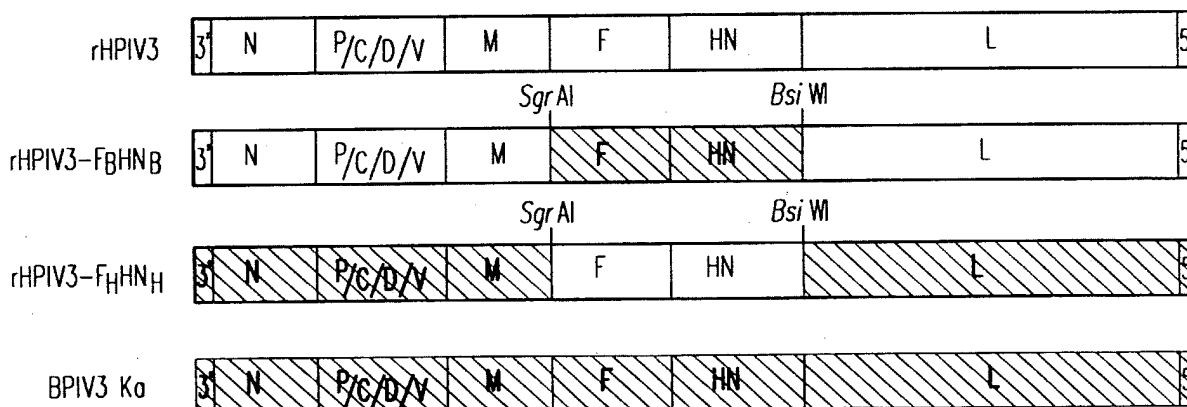 rHPIV3 3' N P/C/D/V M F HN L 5
SgrAI BsiWI
rHPIV3-FBHNB 3' N P/C/D/V M F HN L 5
SgrAI BsiWI
rHPIV3-FHHNH 3' N P/C/D/V M F HN L 5
BPIV3 Ka 3' N P/C/D/V M F HN L 5